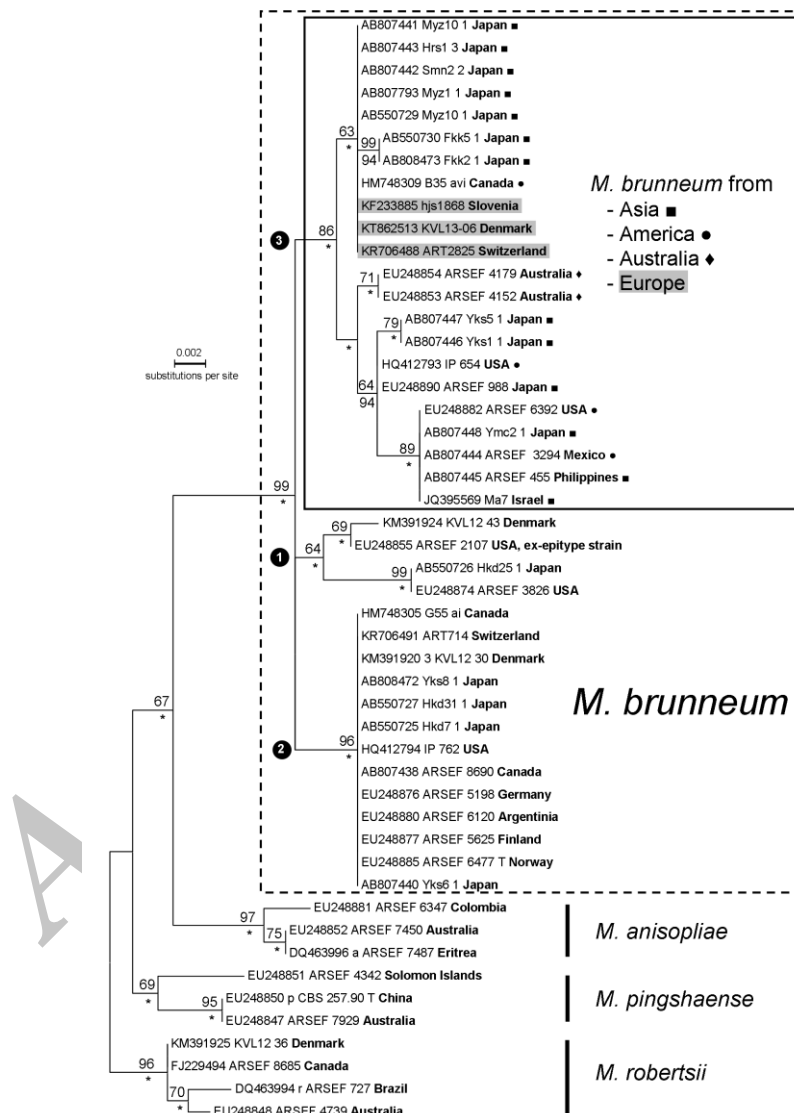 AB807441 Myz10 1 Japan ■
AB807443 Hrs1 3 Japan ■
AB807442 Smn2 2 Japan ■
AB807793 Myz1 1 Japan ■
AB550729 Myz10 1 Japan ■
63
*
99
94
AB550730 Fkk5 1 Japan ■
AB808473 Fkk2 1 Japan ■
HM748309 B35 avi Canada ●
KF233885 hjs1868 Slovenia
KT862513 KVL13-06 Denmark
KR706488 ART2825 Switzerland
M. brunneum from
- Asia ■
- America ●
- Australia ♦
- Europe
3
86
*
71
*
EU248854 ARSEF 4179 Australia ♦
EU248853 ARSEF 4152 Australia ♦
*
79
*
AB807447 Yks5 1 Japan ■
AB807446 Yks1 1 Japan ■
HQ412793 IP 654 USA ●
64
94
EU248890 ARSEF 988 Japan ■
EU248882 ARSEF 6392 USA ●
AB807448 Ymc2 1 Japan ■
89
*
AB807444 ARSEF 3294 Mexico ●
AB807445 ARSEF 455 Philippines ■
JQ395569 Ma7 Israel ■
0.002
substitutions per site
99
*
1
64
*
69
*
KM391924 KVL12 43 Denmark
EU248855 ARSEF 2107 USA, ex-epitype strain
99
*
AB550726 Hkd25 1 Japan
EU248874 ARSEF 3826 USA
HM748305 G55 ai Canada
KR706491 ART714 Switzerland
KM391920 3 KVL12 30 Denmark
AB808472 Yks8 1 Japan
AB550727 Hkd31 1 Japan
AB550725 Hkd7 1 Japan
2
96
*
HQ412794 IP 762 USA
AB807438 ARSEF 8690 Canada
EU248876 ARSEF 5198 Germany
EU248880 ARSEF 6120 Argentinia
EU248877 ARSEF 5625 Finland
EU248885 ARSEF 6477 T Norway
AB807440 Yks6 1 Japan
M. brunneum
67
*
A
97
*
EU248881 ARSEF 6347 Colombia
75
*
EU248852 ARSEF 7450 Australia
DQ463996 a ARSEF 7487 Eritrea
M. anisopliae
69
*
EU248851 ARSEF 4342 Solomon Islands
95
*
EU248850 p CBS 257.90 T China
EU248847 ARSEF 7929 Australia
M. pingshaense
96
*
KM391925 KVL12 36 Denmark
FJ229494 ARSEF 8685 Canada
70
*
DQ463994 r ARSEF 727 Brazil
EU248848 ARSEF 4739 Australia
M. robertsii